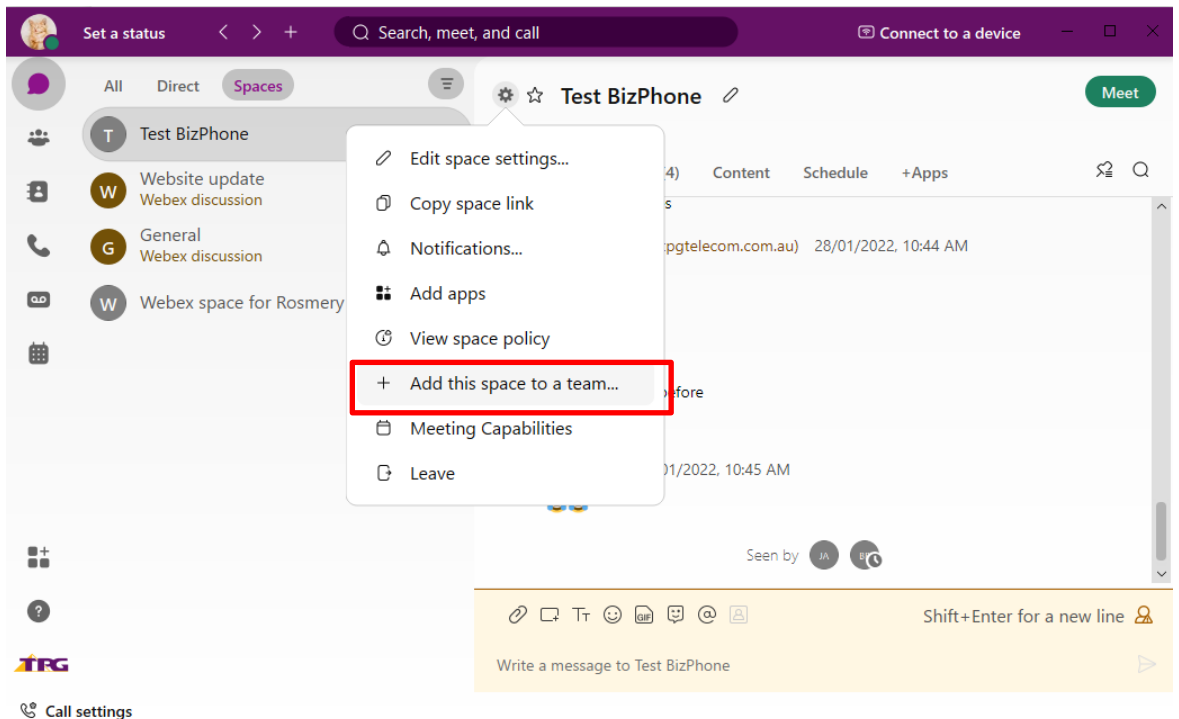 Set a status
Search, meet, and call
Connect to a device
All Direct Spaces
Test BizPhone
Meet
T Test BizPhone
Edit space settings...
W Website update
Webex discussion
(4) Content Schedule +Apps
Copy space link
s
G General
Webex discussion
Notifications...
pgtelecom.com.au) 28/01/2022, 10:44 AM
W Webex space for Rosmery
Add apps
View space policy
Add this space to a team...
before
Meeting Capabilities
Leave
01/2022, 10:45 AM
Seen by JA
GIF
Shift+Enter for a new line
TPG
Write a message to Test BizPhone
Call settings